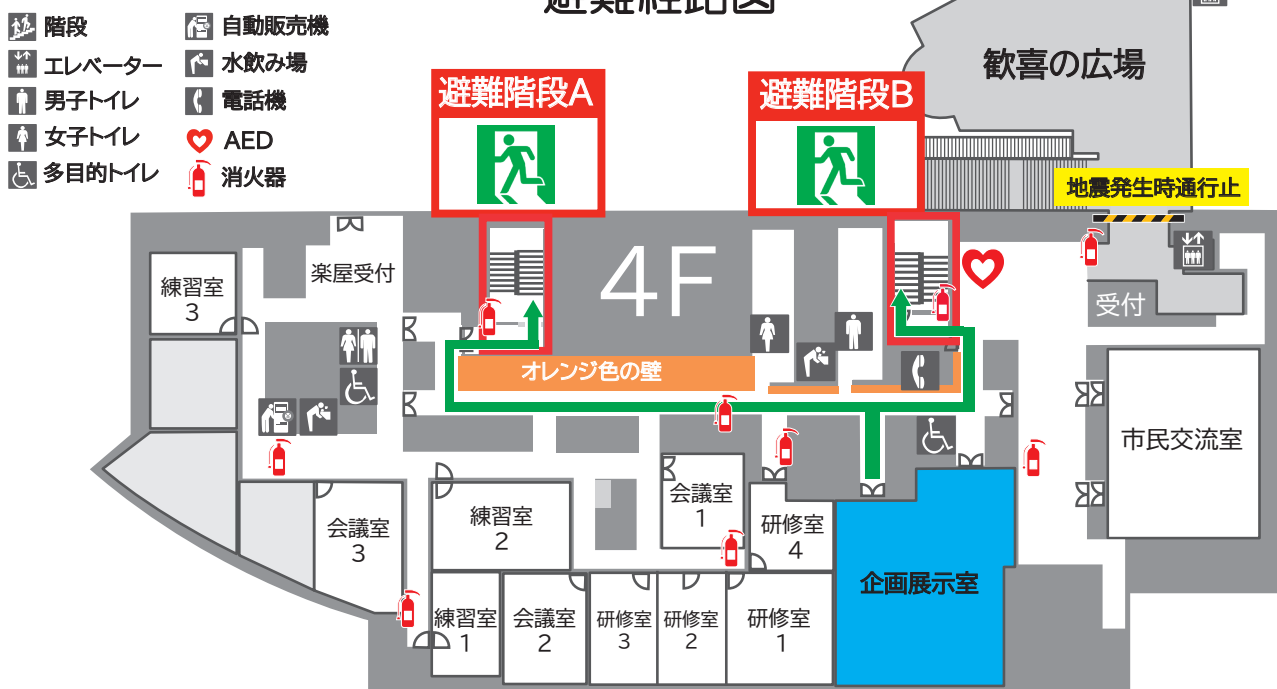 避難経路図
階段
エレベーター
男子トイレ
女子トイレ
多目的トイレ
自動販売機
水飲み場
電話機
AED
消火器
避難階段A
避難階段B
歓喜の広場
地震発生時通行止
4F
楽屋受付
練習室
3
受付
オレンジ色の壁
市民交流室
会議室
1
練習室
2
研修室
4
会議室
3
企画展示室
練習室
1
会議室
2
研修室
3
研修室
2
研修室
1